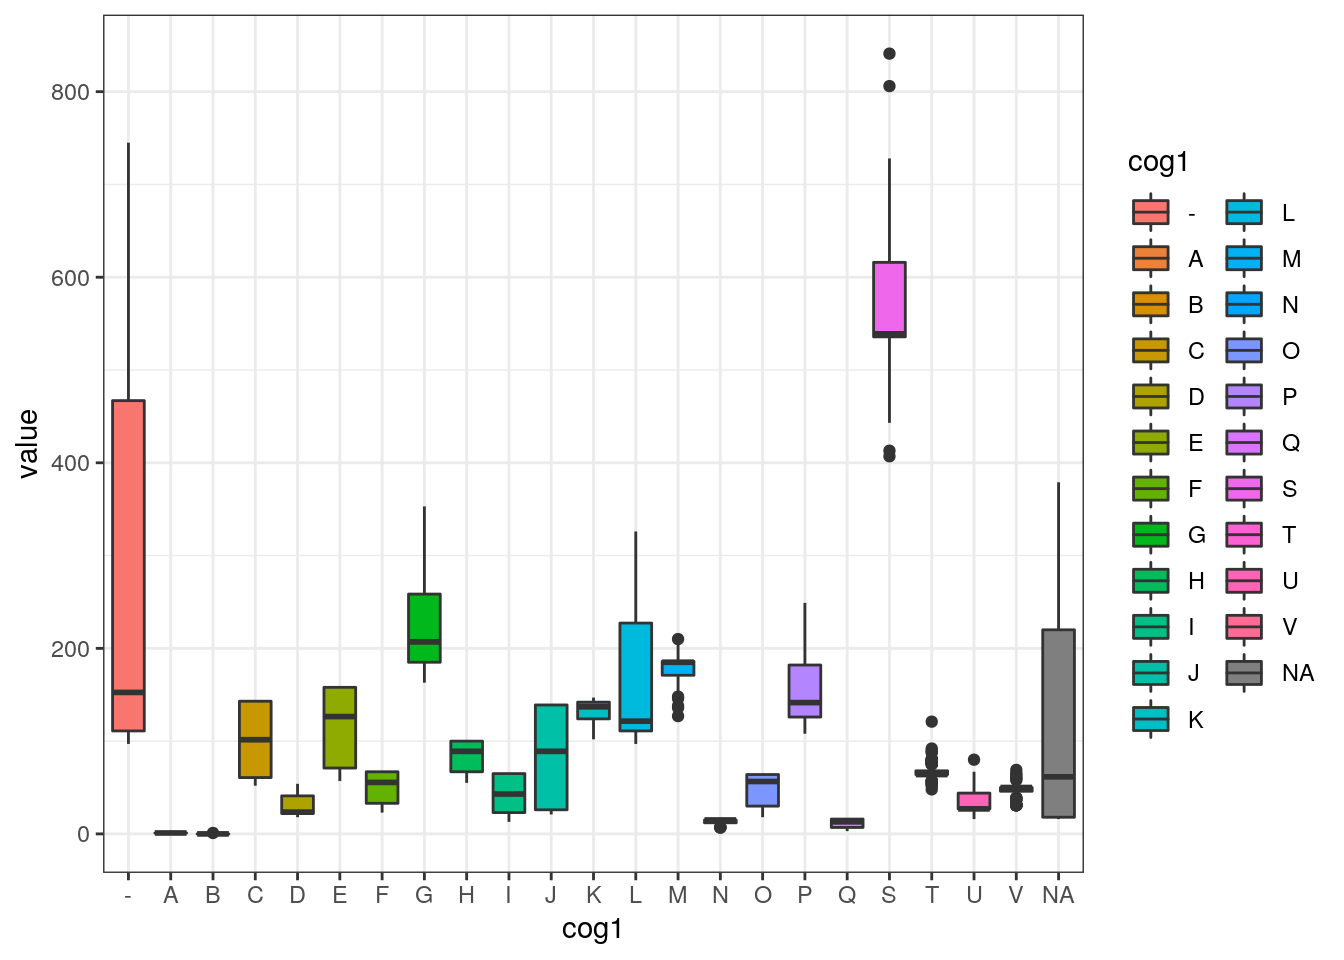 800
600
400
200
0
value
- A B C D E F G H I J K L M N O P Q S T U V NA
cog1
cog1
- L
A M
B N
C O
D P
E Q
F S
G T
H U
I V
J NA
K